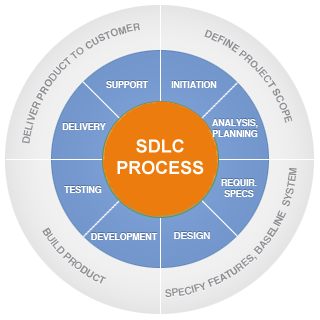 DELIVER PRODUCT TO CUSTOMER
DEFINE PROJECT SCOPE
SUPPORT
INITIATION
DELIVERY
ANALYSIS,
PLANNING
SDLC
PROCESS
TESTING
REQUIR.
SPECS
DEVELOPMENT
DESIGN
BUILD PRODUCT
SPECIFY FEATURES, BASELINE SYSTEM